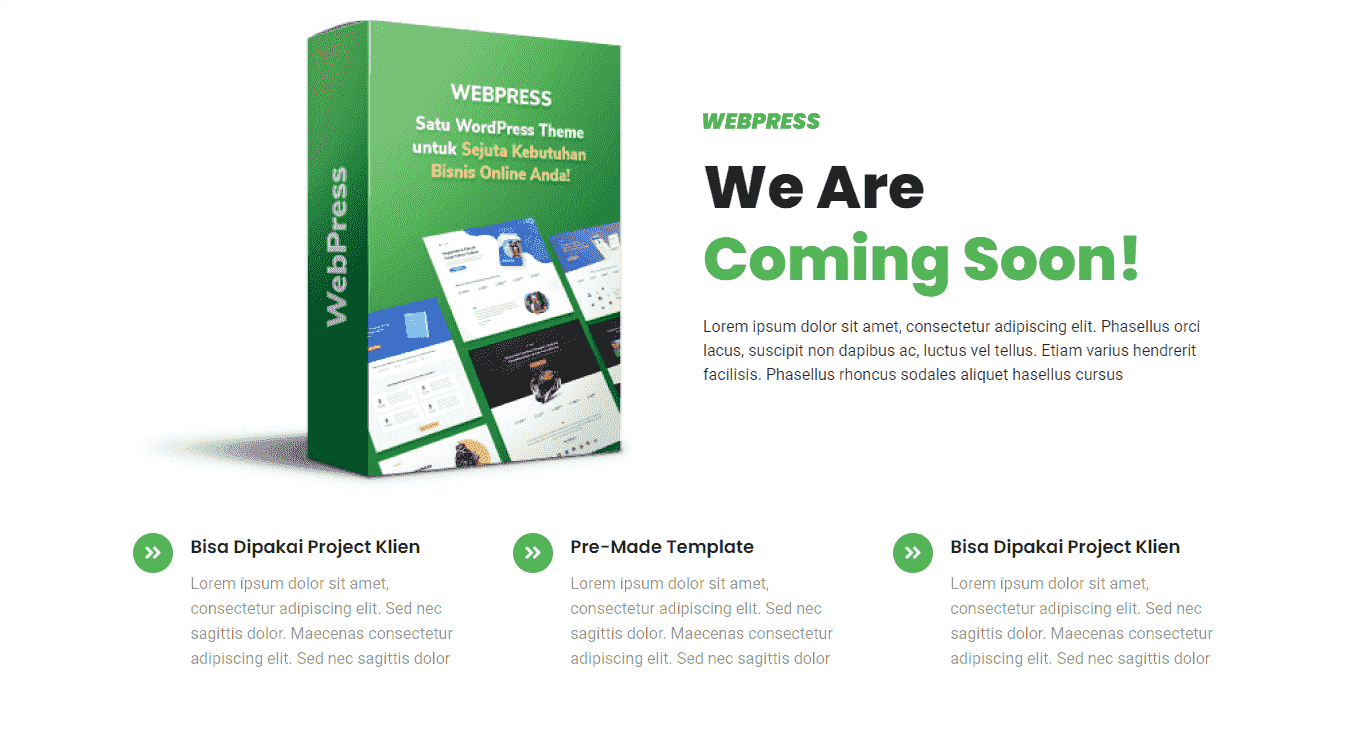 WEBPRESS
Satu WordPress Theme
untuk Sejuta Kebutuhan
Bisnis Online Anda!
WebPress
WEBPRESS
We Are
Coming Soon!
Lorem ipsum dolor sit amet, consectetur adipiscing elit. Phasellus orci
lacus, suscipit non dapibus ac, luctus vel tellus. Etiam varius hendrerit
facilisis. Phasellus rhoncus sodales aliquet hasellus cursus
Bisa Dipakai Project Klien
Lorem ipsum dolor sit amet,
consectetur adipiscing elit. Sed nec
sagittis dolor. Maecenas consectetur
adipiscing elit. Sed nec sagittis dolor
Pre-Made Template
Lorem ipsum dolor sit amet,
consectetur adipiscing elit. Sed nec
sagittis dolor. Maecenas consectetur
adipiscing elit. Sed nec sagittis dolor
Bisa Dipakai Project Klien
Lorem ipsum dolor sit amet,
consectetur adipiscing elit. Sed nec
sagittis dolor. Maecenas consectetur
adipiscing elit. Sed nec sagittis dolor